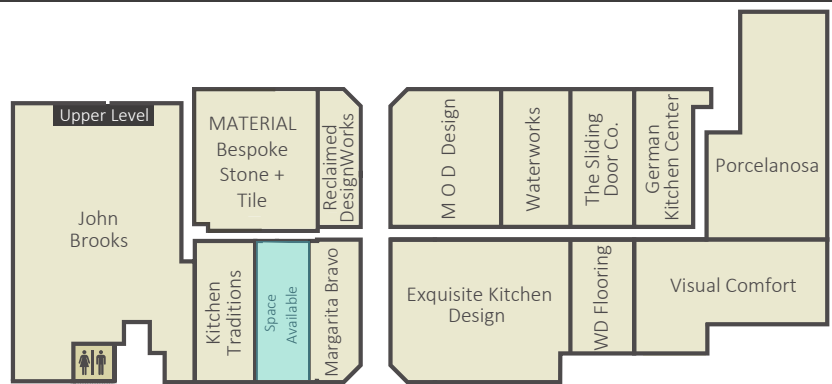 Upper Level
John
Brooks
MATERIAL
Bespoke
Stone +
Tile
Reclaimed
DesignWorks
M O D Design
Waterworks
The Sliding
Door Co.
German
Kitchen Center
Porcelanosa
Kitchen
Traditions
Space
Available
Margarita Bravo
Exquisite Kitchen
Design
WD Flooring
Visual Comfort